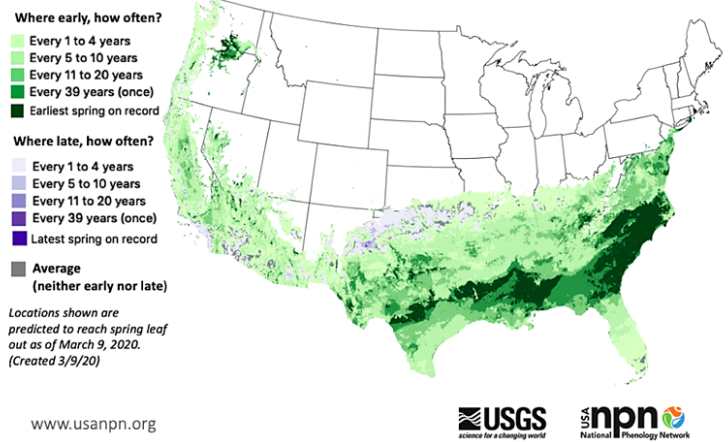 Where early, how often?
Every 1 to 4 years
Every 5 to 10 years
Every 11 to 20 years
Every 39 years (once)
Earliest spring on record
Where late, how often?
Every 1 to 4 years
Every 5 to 10 years
Every 11 to 20 years
Every 39 years (once)
Latest spring on record
Average
(neither early nor late)
Locations shown are
predicted to reach spring leaf
out as of March 9, 2020.
(Created 3/9/20)
www.usanpn.org
USGS
science for a changing world
USA
npn
National Phenology Network